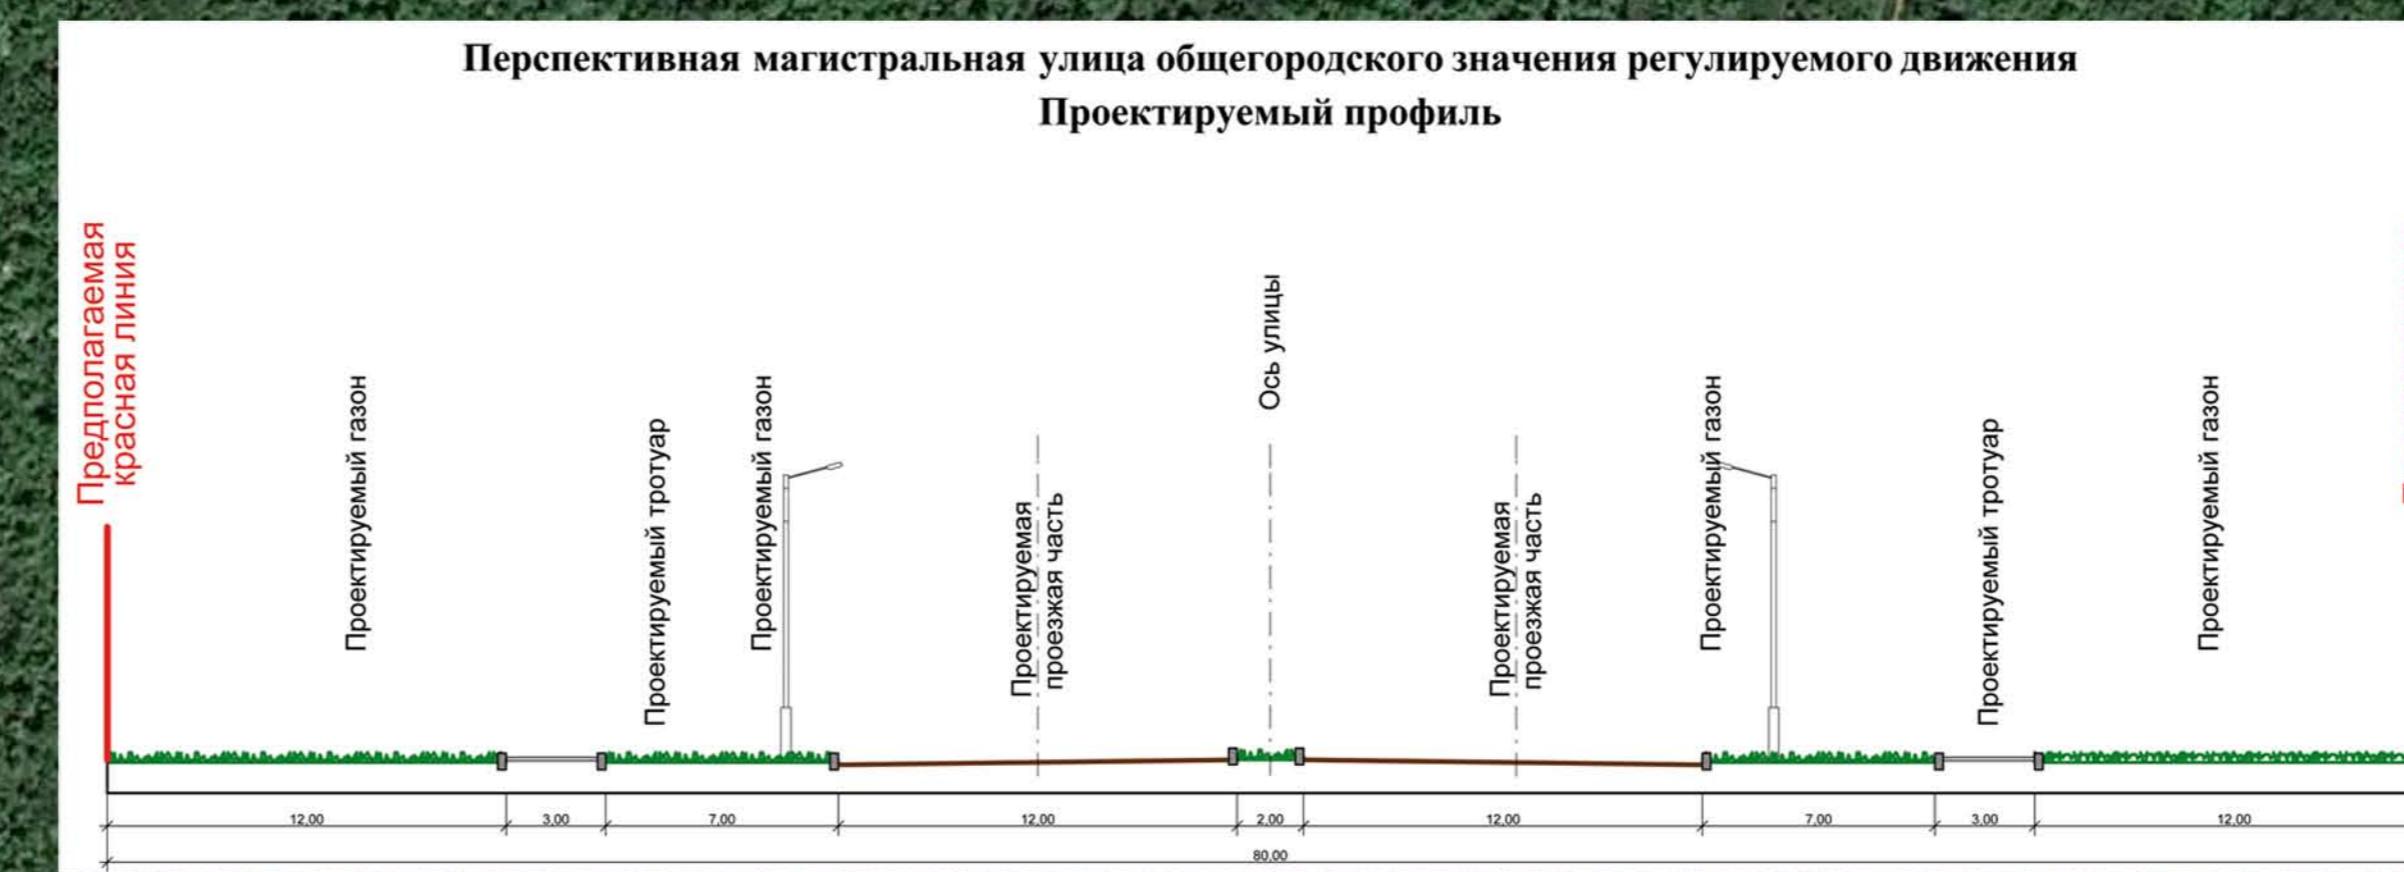 Перспективная магистральная улица общегородского значения регулируемого движения
Проектируемый профиль
Предполагаемая
красная линия
Проектируемый газон
Проектируемый тротуар
Проектируемый газон
Проектируемая
проезжая часть
Ось улицы
Проектируемая
проезжая часть
Проектируемый газон
Проектируемый тротуар
Проектируемый газон
12,00 3,00 7,00 12,00 2,00 12,00 7,00 3,00 12,00
80,00